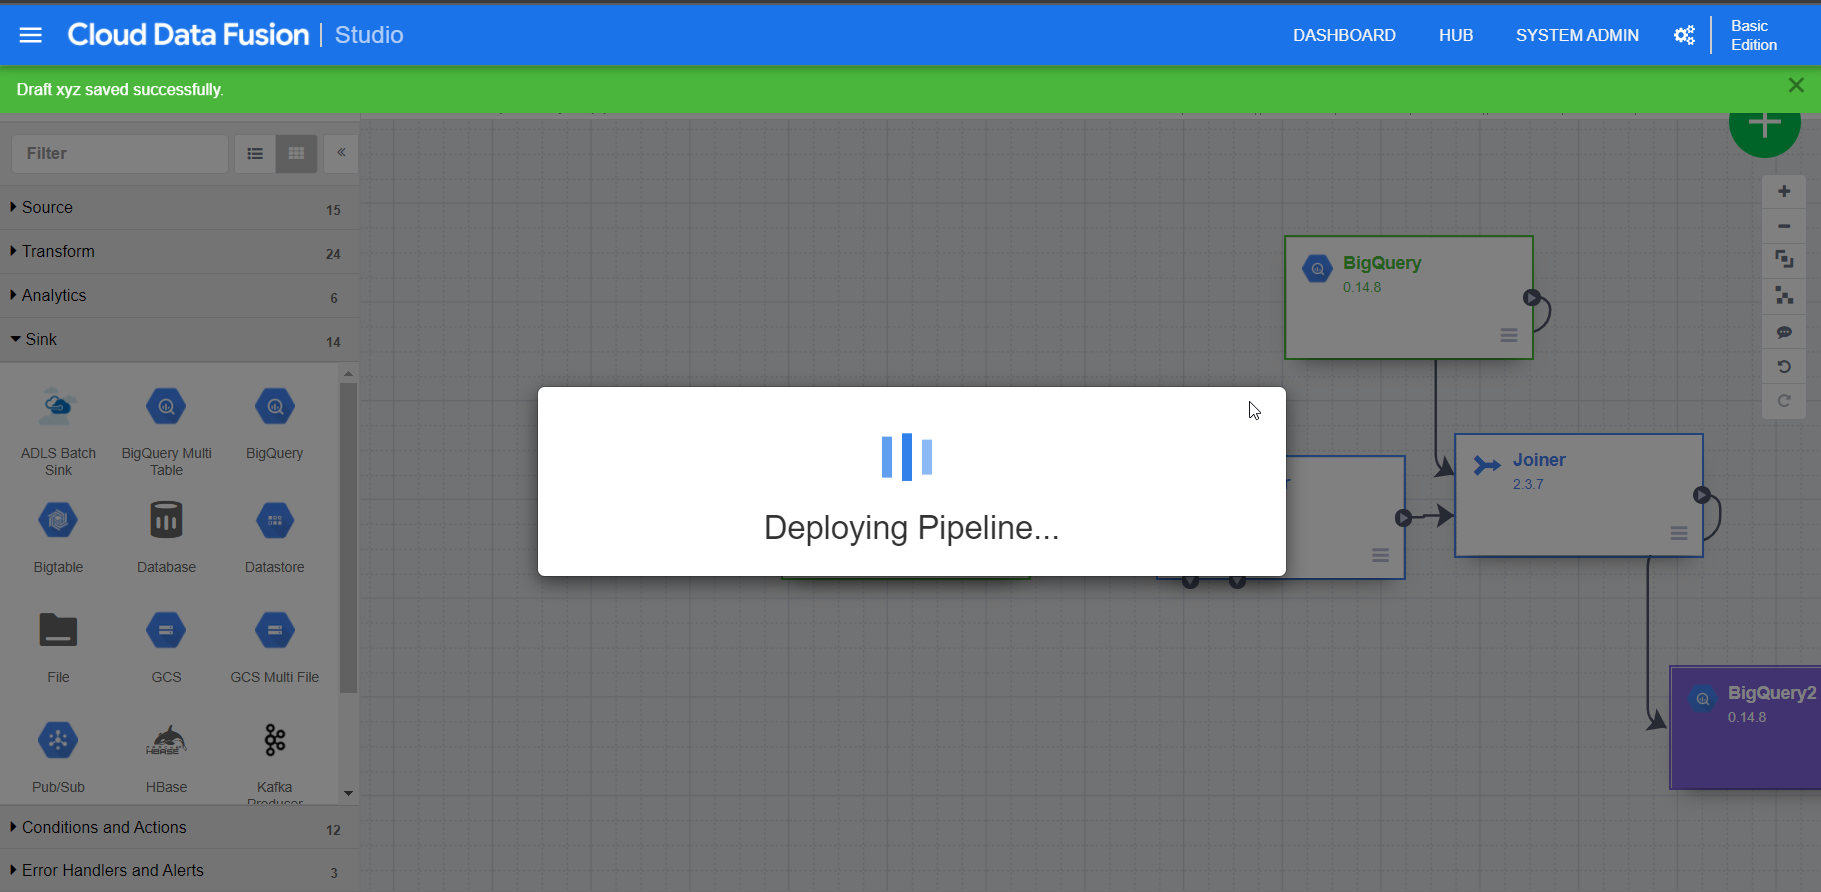 Cloud Data Fusion | Studio
DASHBOARD
HUB
SYSTEM ADMIN
Basic
Edition
Draft xyz saved successfully.
Filter
Source
15
Transform
24
Analytics
6
Sink
14
ADLS Batch
Sink
BigQuery Multi
Table
BigQuery
Bigtable
Database
Datastore
File
GCS
GCS Multi File
Pub/Sub
HBASE
HBase
Kafka
Producer
Conditions and Actions
12
Error Handlers and Alerts
3
BigQuery
0.14.8
Joiner
2.3.7
Deploying Pipeline...
BigQuery2
0.14.8